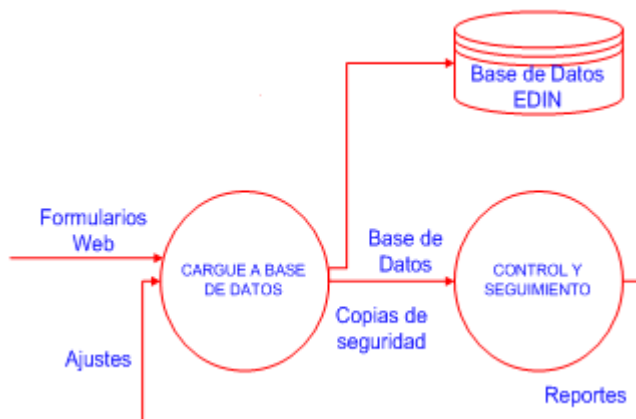 Base de Datos
EDIN
Formularios
Web
CARGUE A BASE
DE DATOS
Base de
Datos
CONTROL Y
SEGUIMIENTO
Copias de
seguridad
Ajustes
Reportes